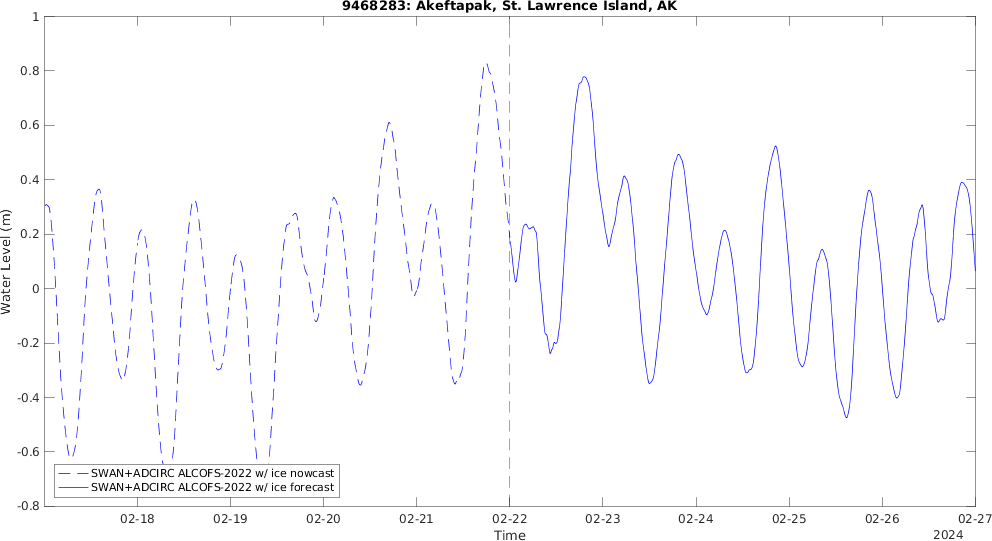 9468283: Akeftapak, St. Lawrence Island, AK
1
0.8
0.6
0.4
0.2
0
-0.2
-0.4
-0.6
-0.8
Water Level (m)
SWAN+ADCIRC ALCOFS-2022 w/ ice nowcast
SWAN+ADCIRC ALCOFS-2022 w/ ice forecast
02-18 02-19 02-20 02-21 02-22 02-23 02-24 02-25 02-26 02-27
Time
2024